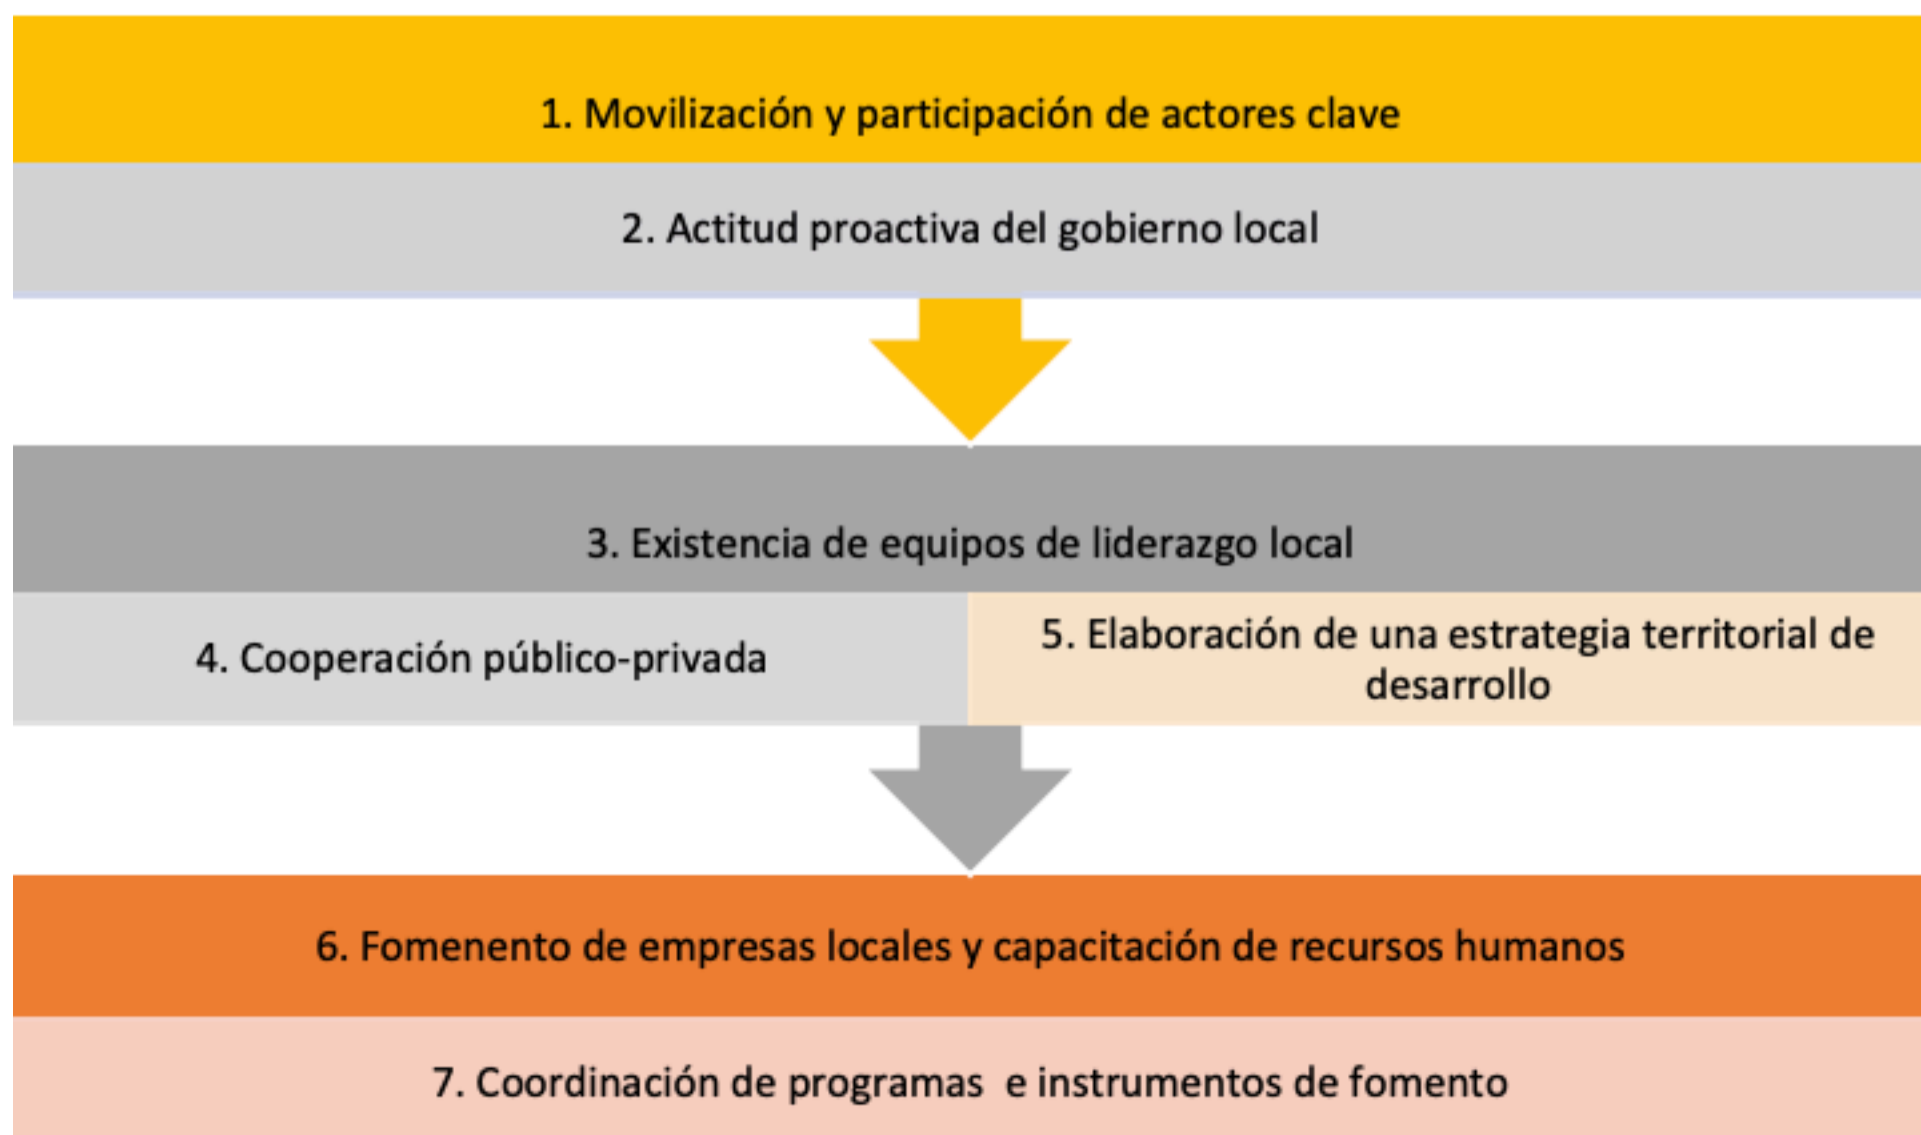 1. Movilización y participación de actores clave
2. Actitud proactiva del gobierno local
3. Existencia de equipos de liderazgo local
4. Cooperación público-privada
5. Elaboración de una estrategia territorial de
desarrollo
6. Fomenento de empresas locales y capacitación de recursos humanos
7. Coordinación de programas  e instrumentos de fomento